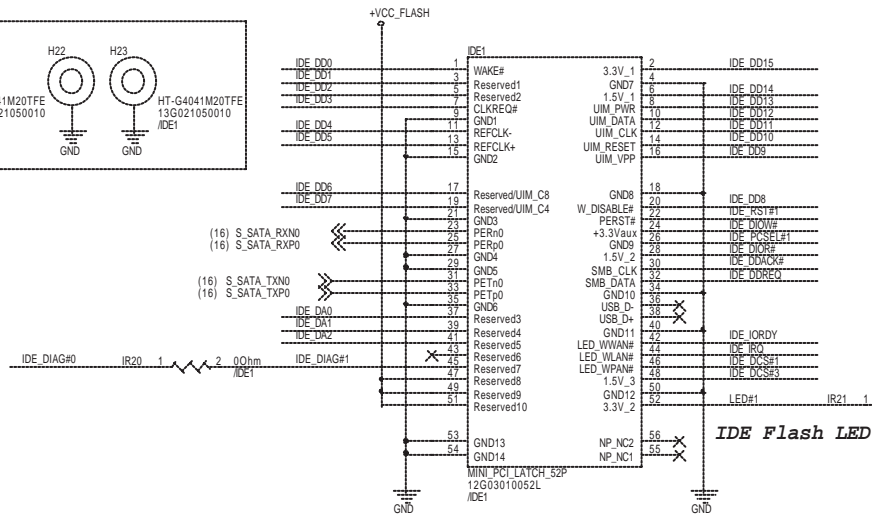 +VCC_FLASH
H22
H23
41M20TFE
21050010
HT-G4041M20TFE
13G021050010
/IDE1
GND
GND
IDE1
IDE_DD0 1 WAKE# 3.3V_1 2 IDE_DD15
IDE_DD1 3 Reserved1 GND7 4
IDE_DD2 5 Reserved2 1.5V_1 6 IDE_DD14
IDE_DD3 7 CLKREQ# UIM_PWR 8 IDE_DD13
9 GND1 UIM_DATA 10 IDE_DD12
IDE_DD4 11 REFCLK- UIM_CLK 12 IDE_DD11
IDE_DD5 13 REFCLK+ UIM_RESET 14 IDE_DD10
15 GND2 UIM_VPP 16 IDE_DD9
IDE_DD6 17 Reserved/UIM_C8 GND8 18
IDE_DD7 19 Reserved/UIM_C4 W_DISABLE# 20 IDE_DD8
21 GND3 PERST# 22 IDE_RST#1
(16) S_SATA_RXN0 23 PERn0 +3.3Vaux 24 IDE_DIOW#
(16) S_SATA_RXP0 25 PERp0 GND9 26 IDE_PCSEL#1
27 GND4 1.5V_2 28 IDE_DIOR#
29 GND5 SMB_CLK 30 IDE_DDACK#
(16) S_SATA_TXN0 31 PETn0 SMB_DATA 32 IDE_DDREQ
(16) S_SATA_TXP0 33 PETp0 GND10 34
35 GND6 USB_D- 36
IDE_DA0 37 Reserved3 USB_D+ 38
IDE_DA1 39 Reserved4 GND11 40
IDE_DA2 41 Reserved5 LED_WWAN# 42 IDE_IORDY
43 Reserved6 LED_WLAN# 44 IDE_IRQ
IDE_DIAG#0 IR20 1 2 0Ohm IDE_DIAG#1 45 Reserved7 LED_WPAN# 46 IDE_DCS#1
/IDE1
47 Reserved8 1.5V_3 48 IDE_DCS#3
49 Reserved9 GND12 50
51 Reserved10 3.3V_2 52 LED#1 IR21 1
IDE Flash LED
53 GND13 NP_NC2 56
54 GND14 NP_NC1 55
MINI_PCI_LATCH_52P
12G03010052L
/IDE1
GND
GND